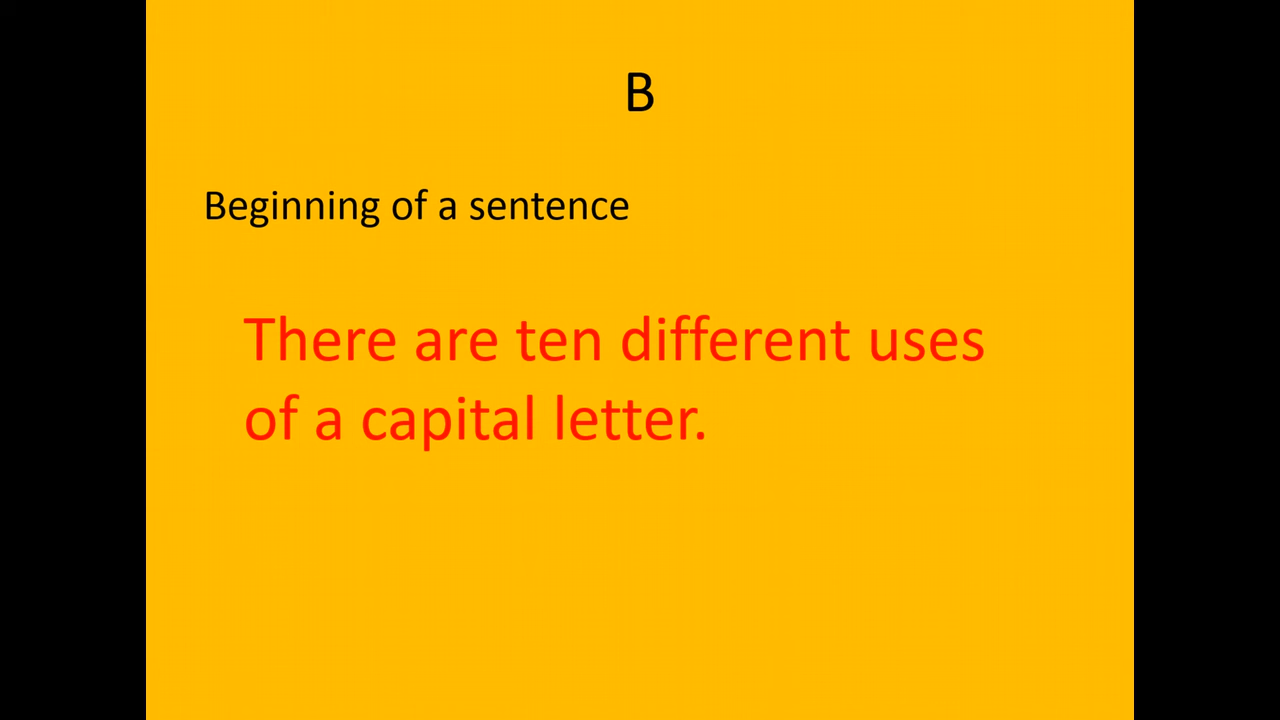 B
Beginning of a sentence
There are ten different uses
of a capital letter.